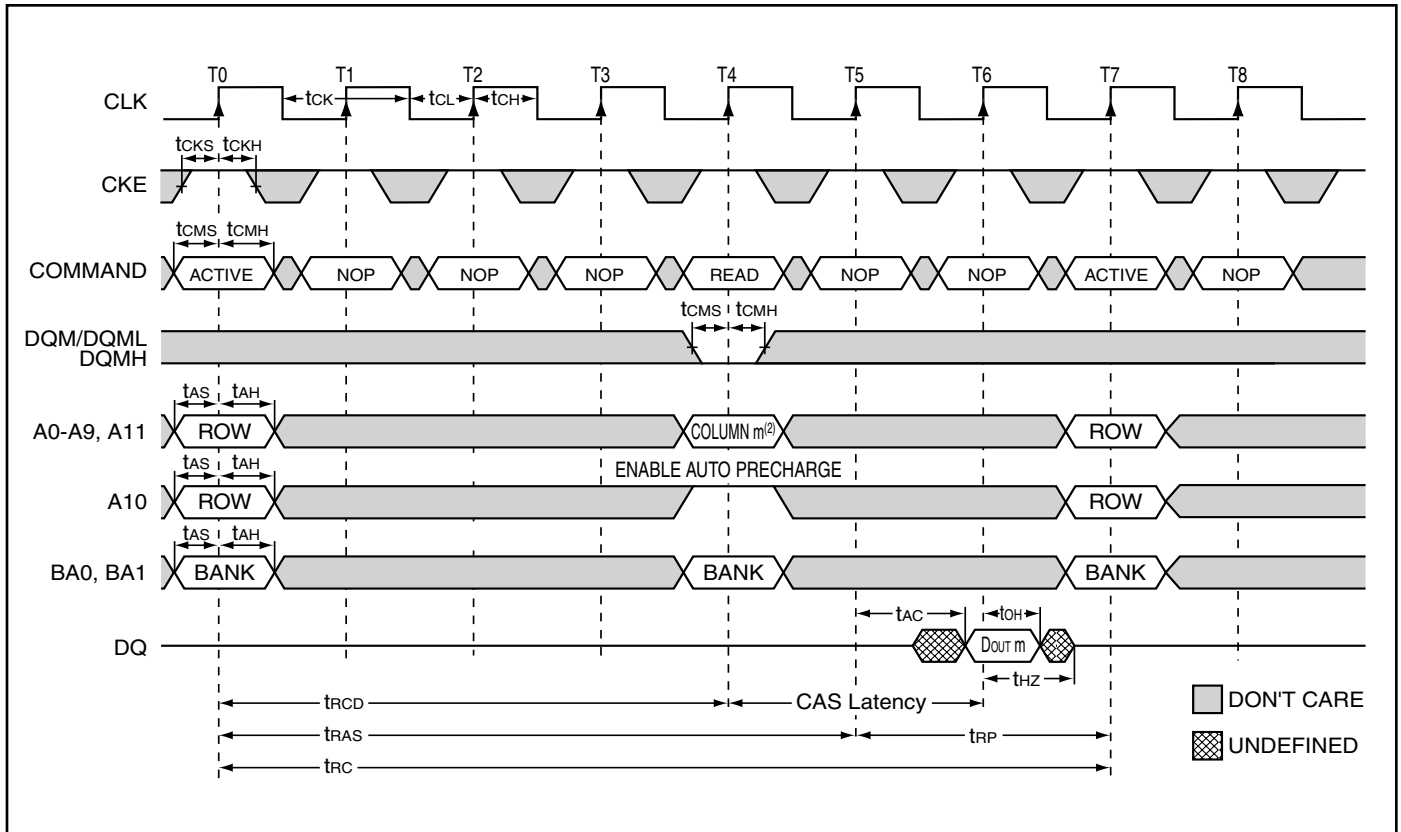 T0 T1 T2 T3 T4 T5 T6 T7 T8
CLK tCK tCL tCH
tCKS tCKH
CKE
tCMS tCMH
COMMAND ACTIVE NOP NOP NOP READ NOP NOP ACTIVE NOP
tCMS tCMH
DQM/DQML
DQMH
tAS tAH
A0-A9, A11 ROW COLUMN m(2) ROW
tAS tAH ENABLE AUTO PRECHARGE
A10 ROW ROW
tAS tAH
BA0, BA1 BANK BANK BANK
tAC tOH
DQ DOUT m
tHZ
tRCD CAS Latency DON'T CARE
tRAS tRP
UNDEFINED
tRC